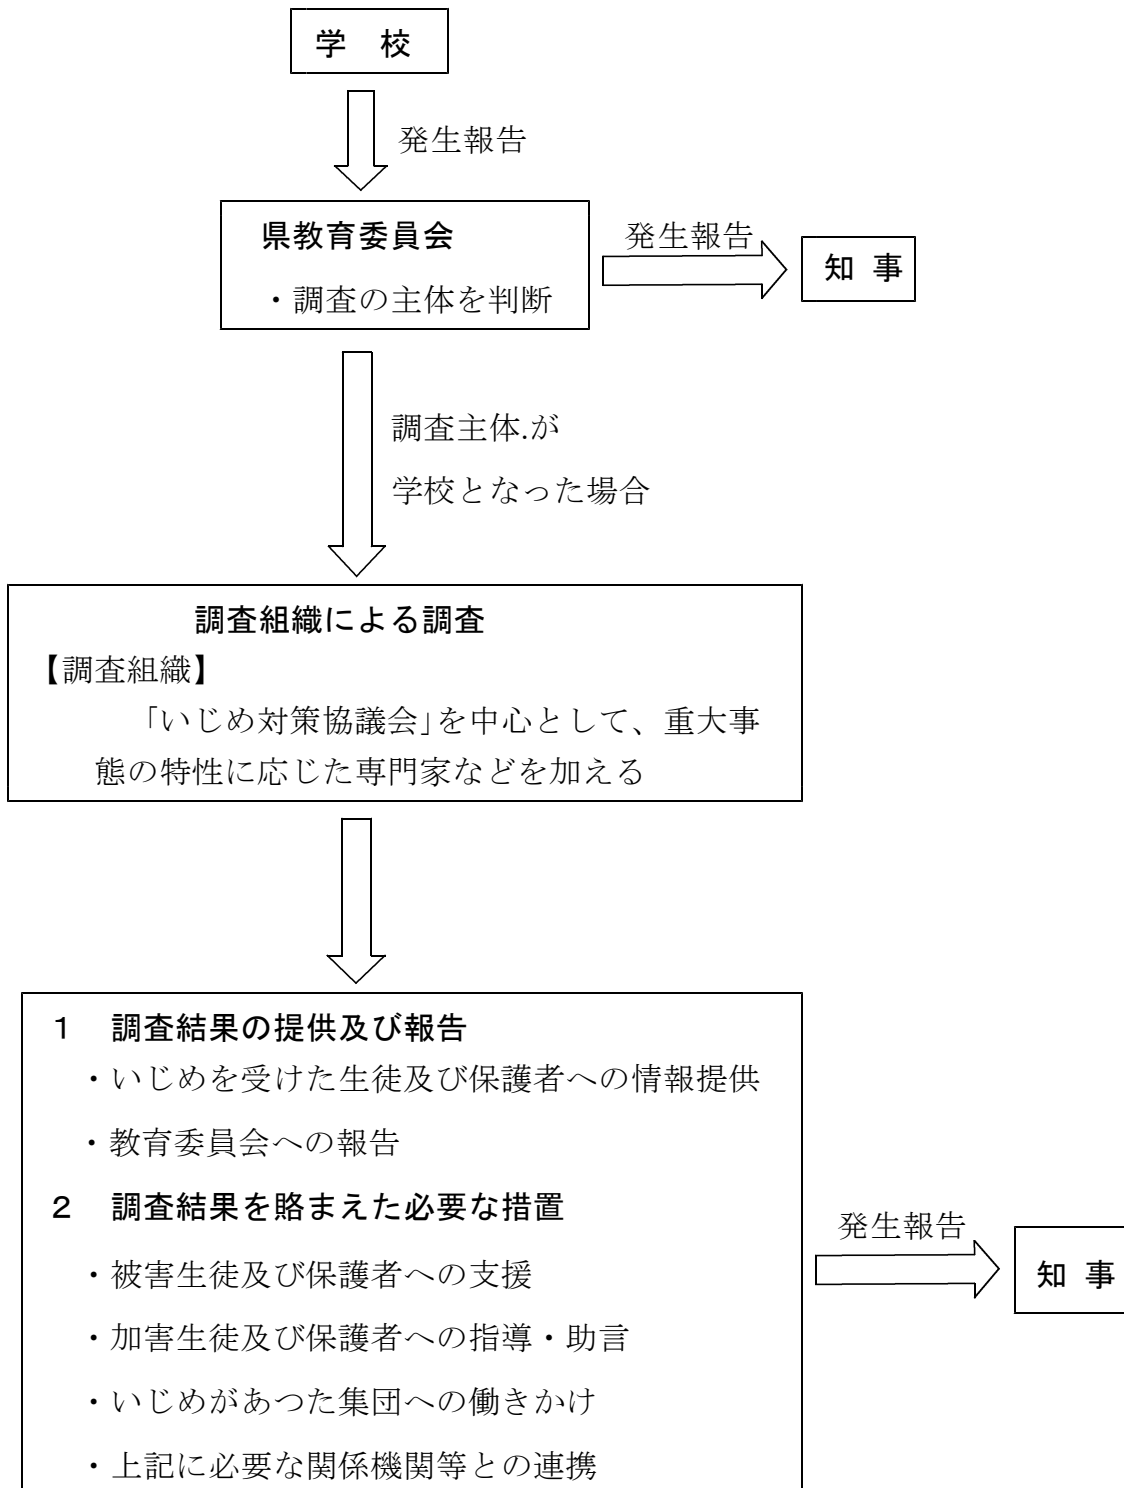 学　校
発生報告
県教育委員会
発生報告
知 事
・調査の主体を判断
調査主体.が
学校となった場合
調査組織による調査
【調査組織】
「いじめ対策協議会」を中心として、重大事
態の特性に応じた専門家などを加える
１　調査結果の提供及び報告
・いじめを受けた生徒及び保護者への情報提供
・教育委員会への報告
２　調査結果を賂まえた必要な措置
発生報告
知 事
・被害生徒及び保護者への支援
・加害生徒及び保護者への指導・助言
・いじめがあつた集団への働きかけ
・上記に必要な関係機関等との連携